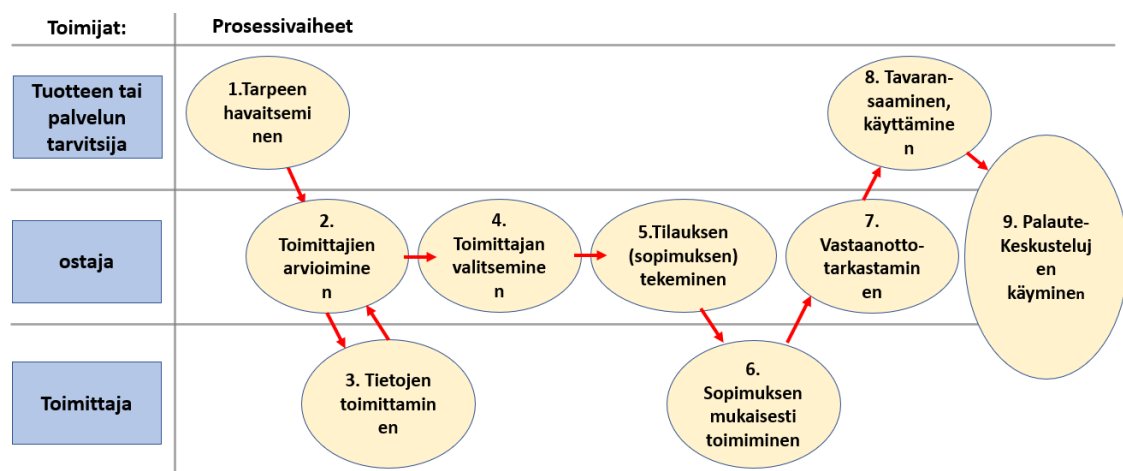 Toimijat:
Prosessivaiheet
Tuotteen tai
palvelun
tarvitsija
1.Tarpeen
havaitsemi
nen
8. Tavaran-
saaminen,
käyttämine
n
ostaja
2.
Toimittajien
arvioimine
n
4.
Toimittajan
valitsemine
n
5.Tilauksen
(sopimuksen)
tekeminen
7.
Vastaanotto-
tarkastamin
en
9. Palaute-
Keskusteluj
en
käyminen
Toimittaja
3. Tietojen
toimittamin
en
6.
Sopimuksen
mukaisesti
toimiminen